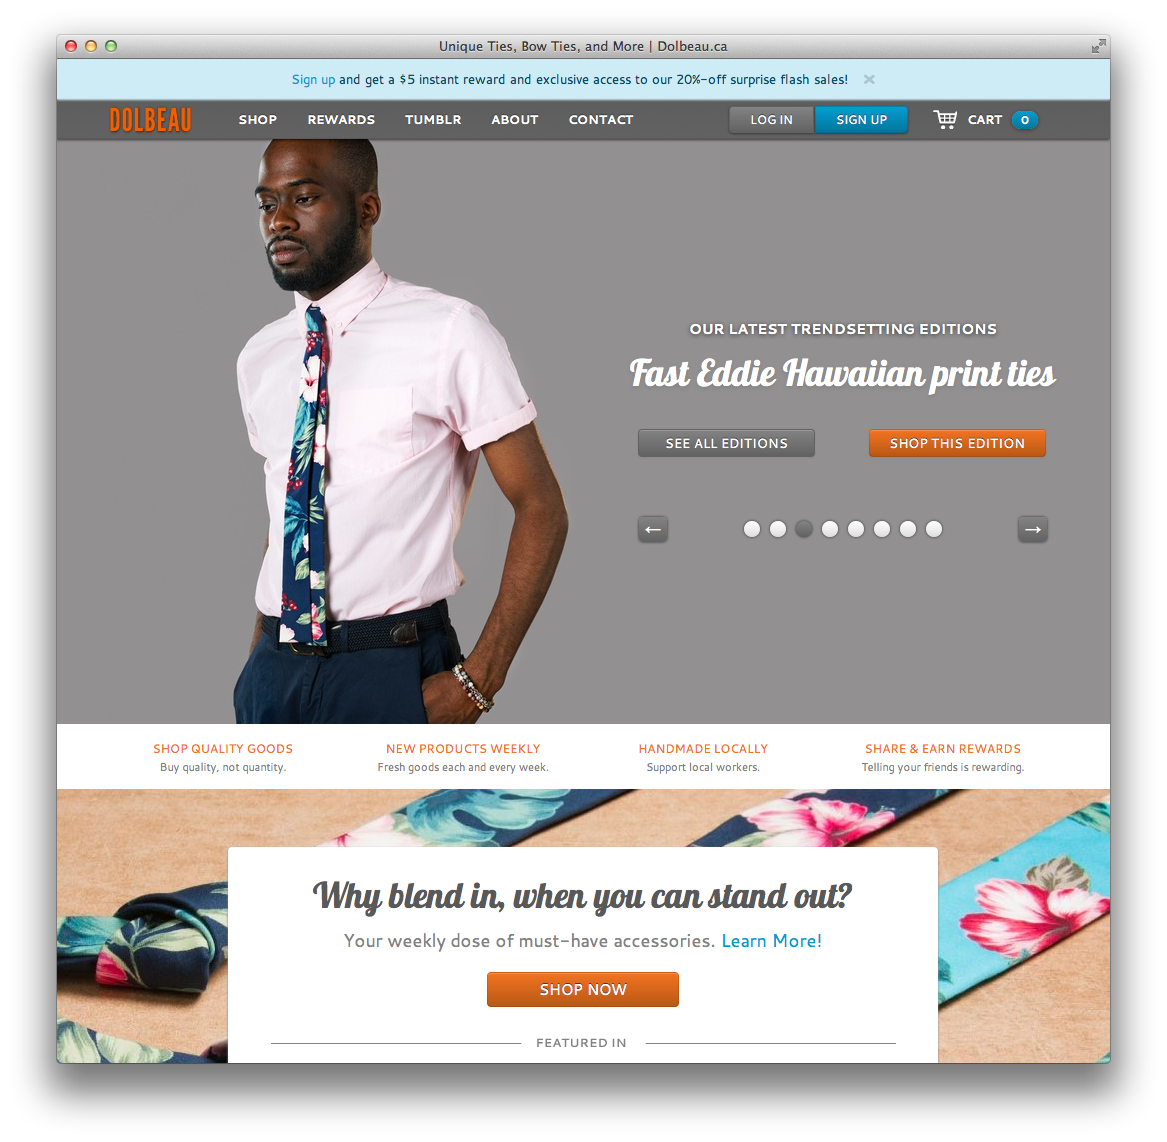 Unique Ties, Bow Ties, and More | Dolbeau.ca
Sign up and get a $5 instant reward and exclusive access to our 20%-off surprise flash sales! ×
DOLBEAU SHOP REWARDS TUMBLR ABOUT CONTACT LOG IN SIGN UP CART 0
OUR LATEST TRENDSETTING EDITIONS
Fast Eddie Hawaiian print ties
SEE ALL EDITIONS SHOP THIS EDITION
← →
SHOP QUALITY GOODS NEW PRODUCTS WEEKLY HANDMADE LOCALLY SHARE & EARN REWARDS
Buy quality, not quantity. Fresh goods each and every week. Support local workers. Telling your friends is rewarding.
Why blend in, when you can stand out?
Your weekly dose of must-have accessories. Learn More!
SHOP NOW
FEATURED IN